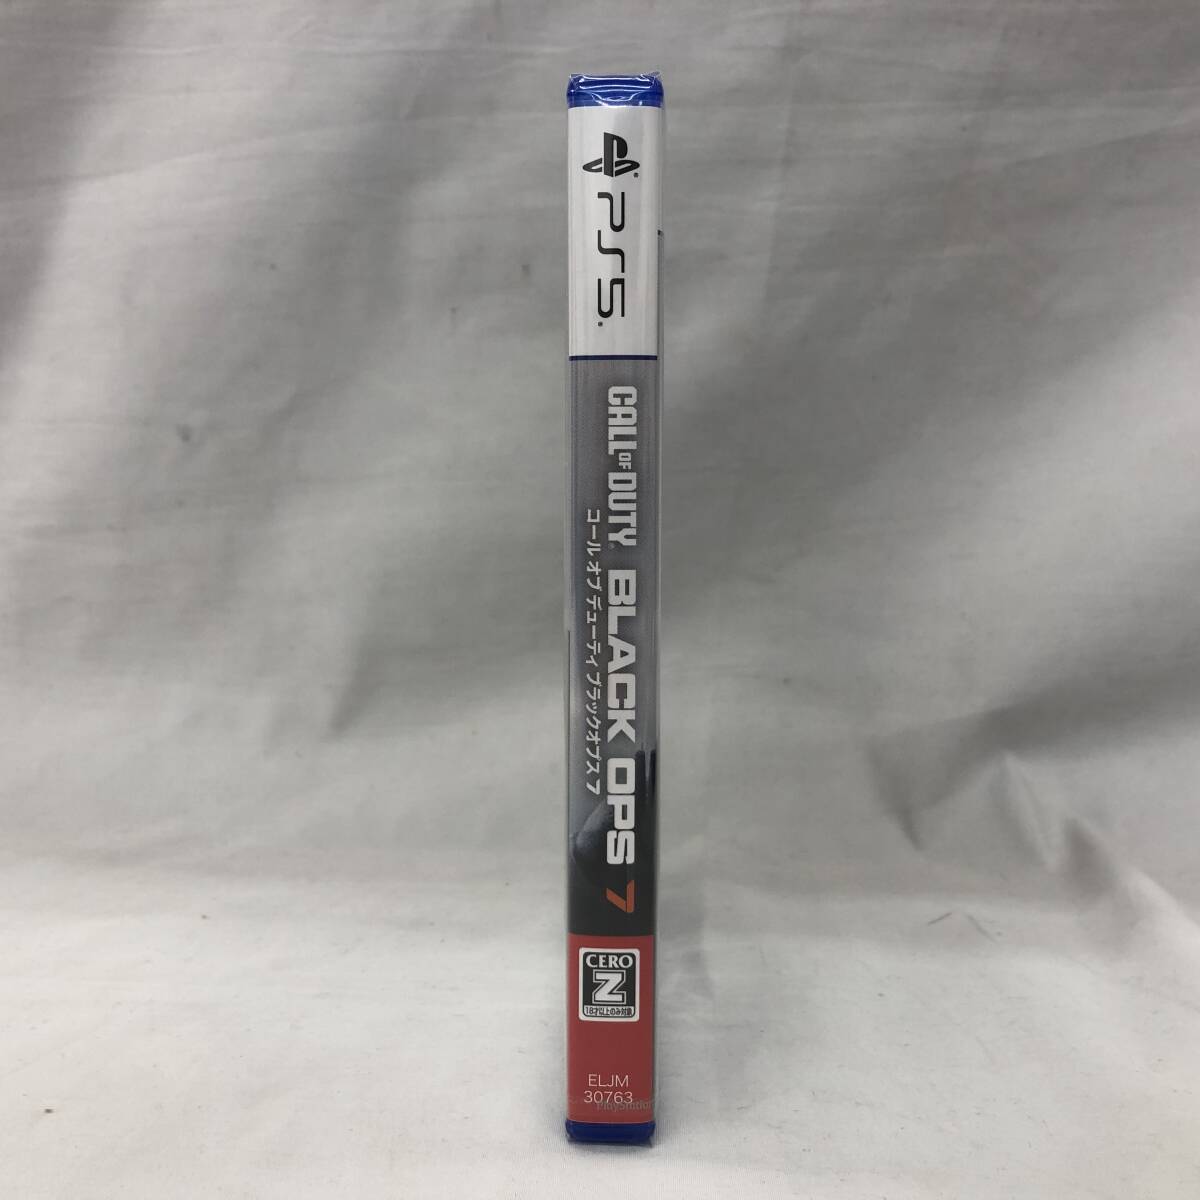 PS5
CALL OF DUTY® BLACK OPS 7
コール オブ デューティ ブラックオプス 7
CERO
Z
18才以上のみ対象
ELJM
30763
PlayStation